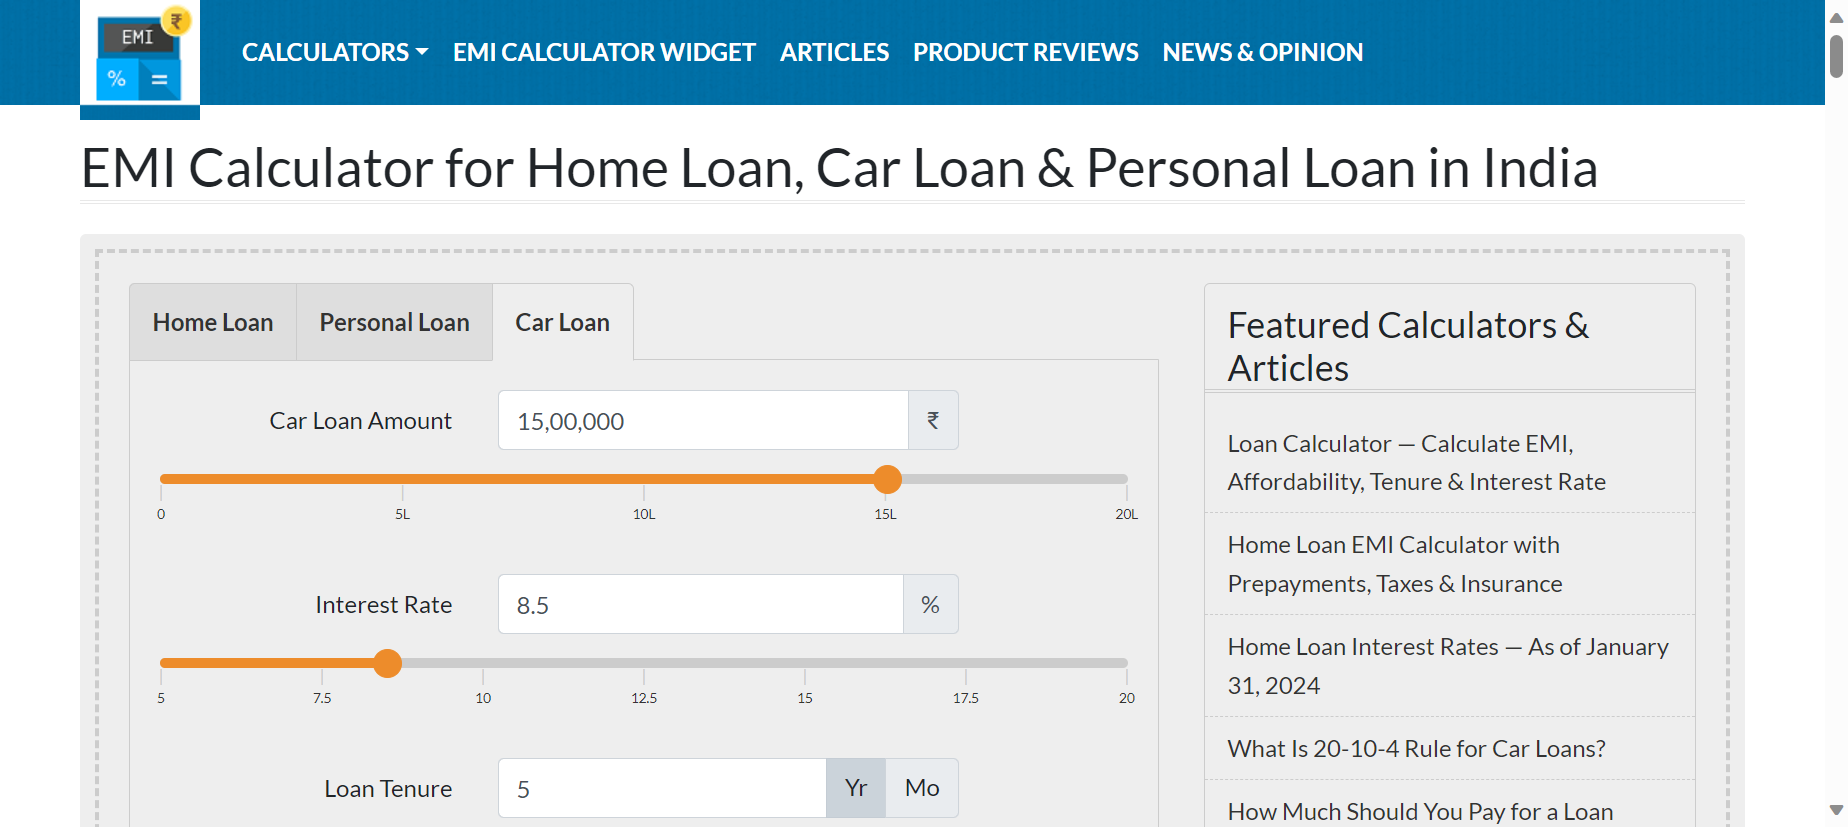 EMI
₹
%
=
CALCULATORS
EMI CALCULATOR WIDGET
ARTICLES
PRODUCT REVIEWS
NEWS & OPINION
EMI Calculator for Home Loan, Car Loan & Personal Loan in India
Home Loan
Personal Loan
Car Loan
Car Loan Amount
15,00,000
₹
0
5L
10L
15L
20L
Interest Rate
8.5
%
5
7.5
10
12.5
15
17.5
20
Loan Tenure
5
Yr
Mo
Featured Calculators &
Articles
Loan Calculator — Calculate EMI,
Affordability, Tenure & Interest Rate
Home Loan EMI Calculator with
Prepayments, Taxes & Insurance
Home Loan Interest Rates — As of January
31, 2024
What Is 20-10-4 Rule for Car Loans?
How Much Should You Pay for a Loan